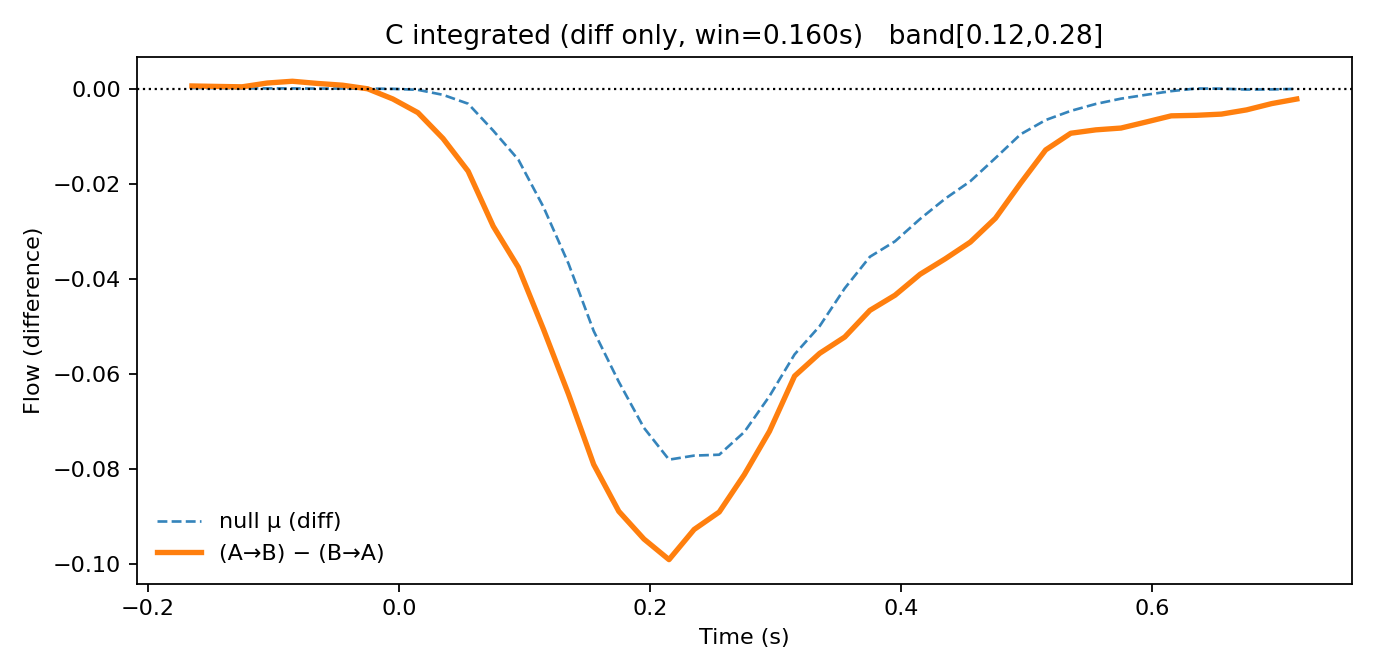 C integrated (diff only, win=0.160s)   band[0.12,0.28]
Flow (difference)
0.00
−0.02
−0.04
−0.06
−0.08
−0.10
null μ (diff)
(A→B) − (B→A)
−0.2
0.0
0.2
0.4
0.6
Time (s)